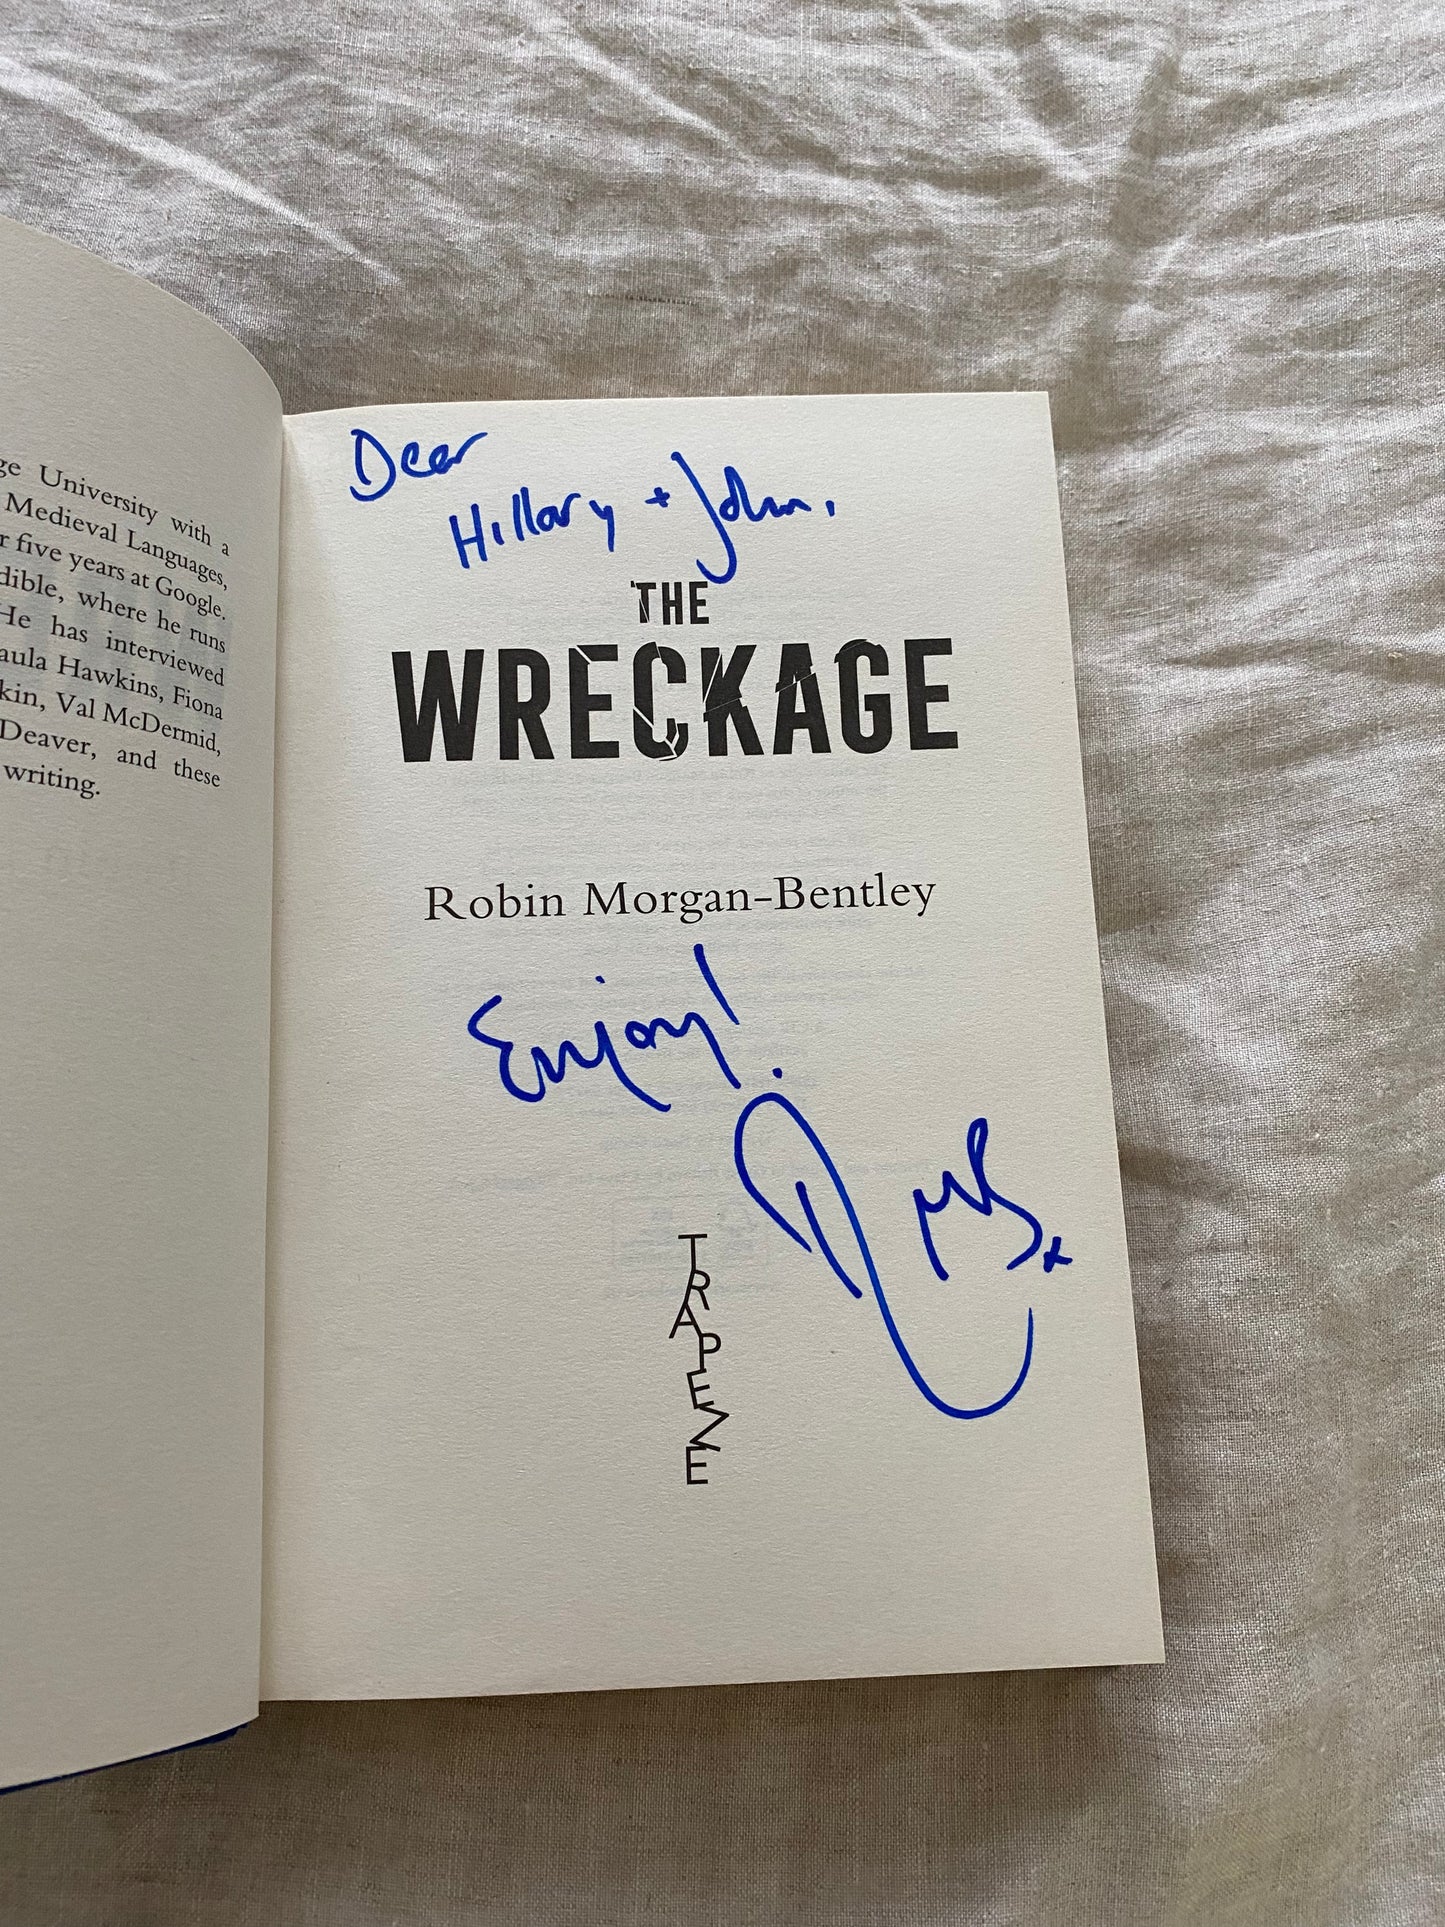 ge University with a
Medieval Languages,
r five years at Google.
dible, where he runs
He has interviewed
aula Hawkins, Fiona
kin, Val McDermid,
Deaver, and these
writing.
Dear
Hillary + John,
THE
WRECKAGE
Robin Morgan-Bentley
Enjoy!
TRAPEZE